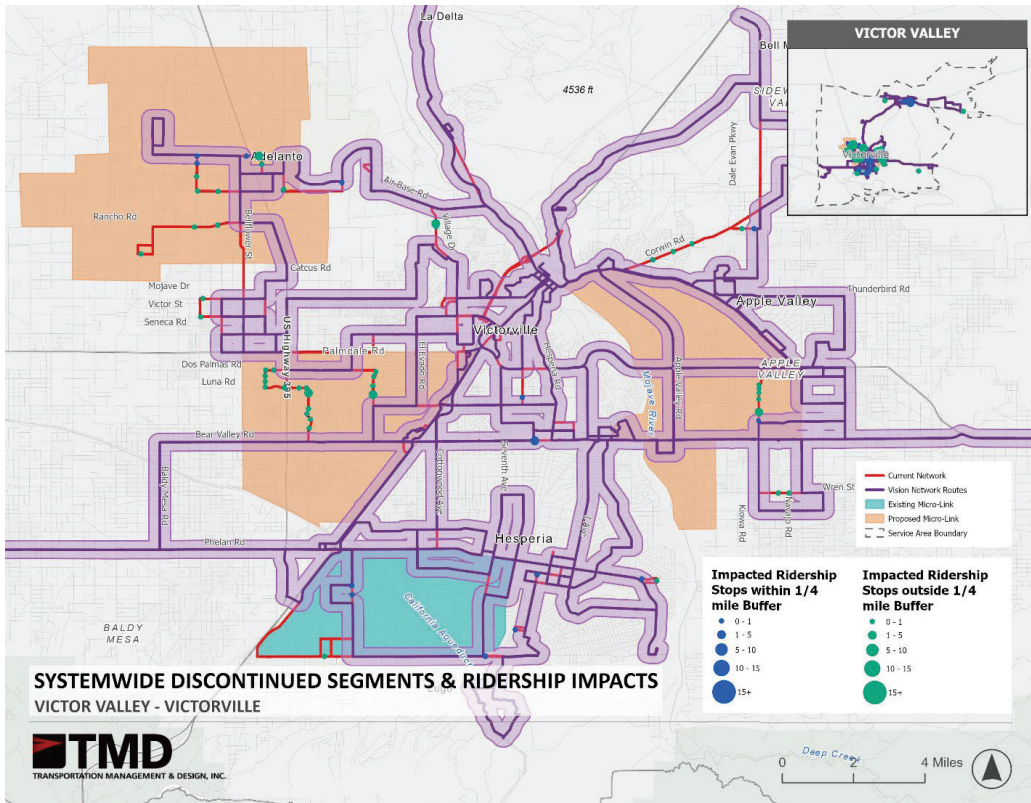 La Delta
4536 ft
Bell M
SIDEW
VAL
VICTOR VALLEY
Victorville
Adelanto
Air-Base Rd
Dale Evan Pkwy
Rancho Rd
Bellflower St
Village Dr
Corwin Rd
Catcus Rd
Mojave Dr
Victor St
Seneca Rd
US Highway 395
Thunderbird Rd
Apple Valley
Victorville
Palmdale Rd
Dos Palmas Rd
Luna Rd
Hesperia Rd
Mojave River
Apple Valley Rd
APPLE
VALLEY
Bear Valley Rd
Baldy Mesa Rd
Cottonwood Ave
Seventh Ave
Wren St
Kiowa Rd
Navajo Rd
Phelan Rd
Hesperia
California Aqueduct
BALDY
MESA
Current Network
Vision Network Routes
Existing Micro-Link
Proposed Micro-Link
Service Area Boundary
Impacted Ridership
Stops within 1/4
mile Buffer
0 - 1
1 - 5
5 - 10
10 - 15
15+
Impacted Ridership
Stops outside 1/4
mile Buffer
0 - 1
1 - 5
5 - 10
10 - 15
15+
SYSTEMWIDE DISCONTINUED SEGMENTS & RIDERSHIP IMPACTS
VICTOR VALLEY - VICTORVILLE
TMD
TRANSPORTATION MANAGEMENT & DESIGN, INC.
Deep Creek
0 2 4 Miles